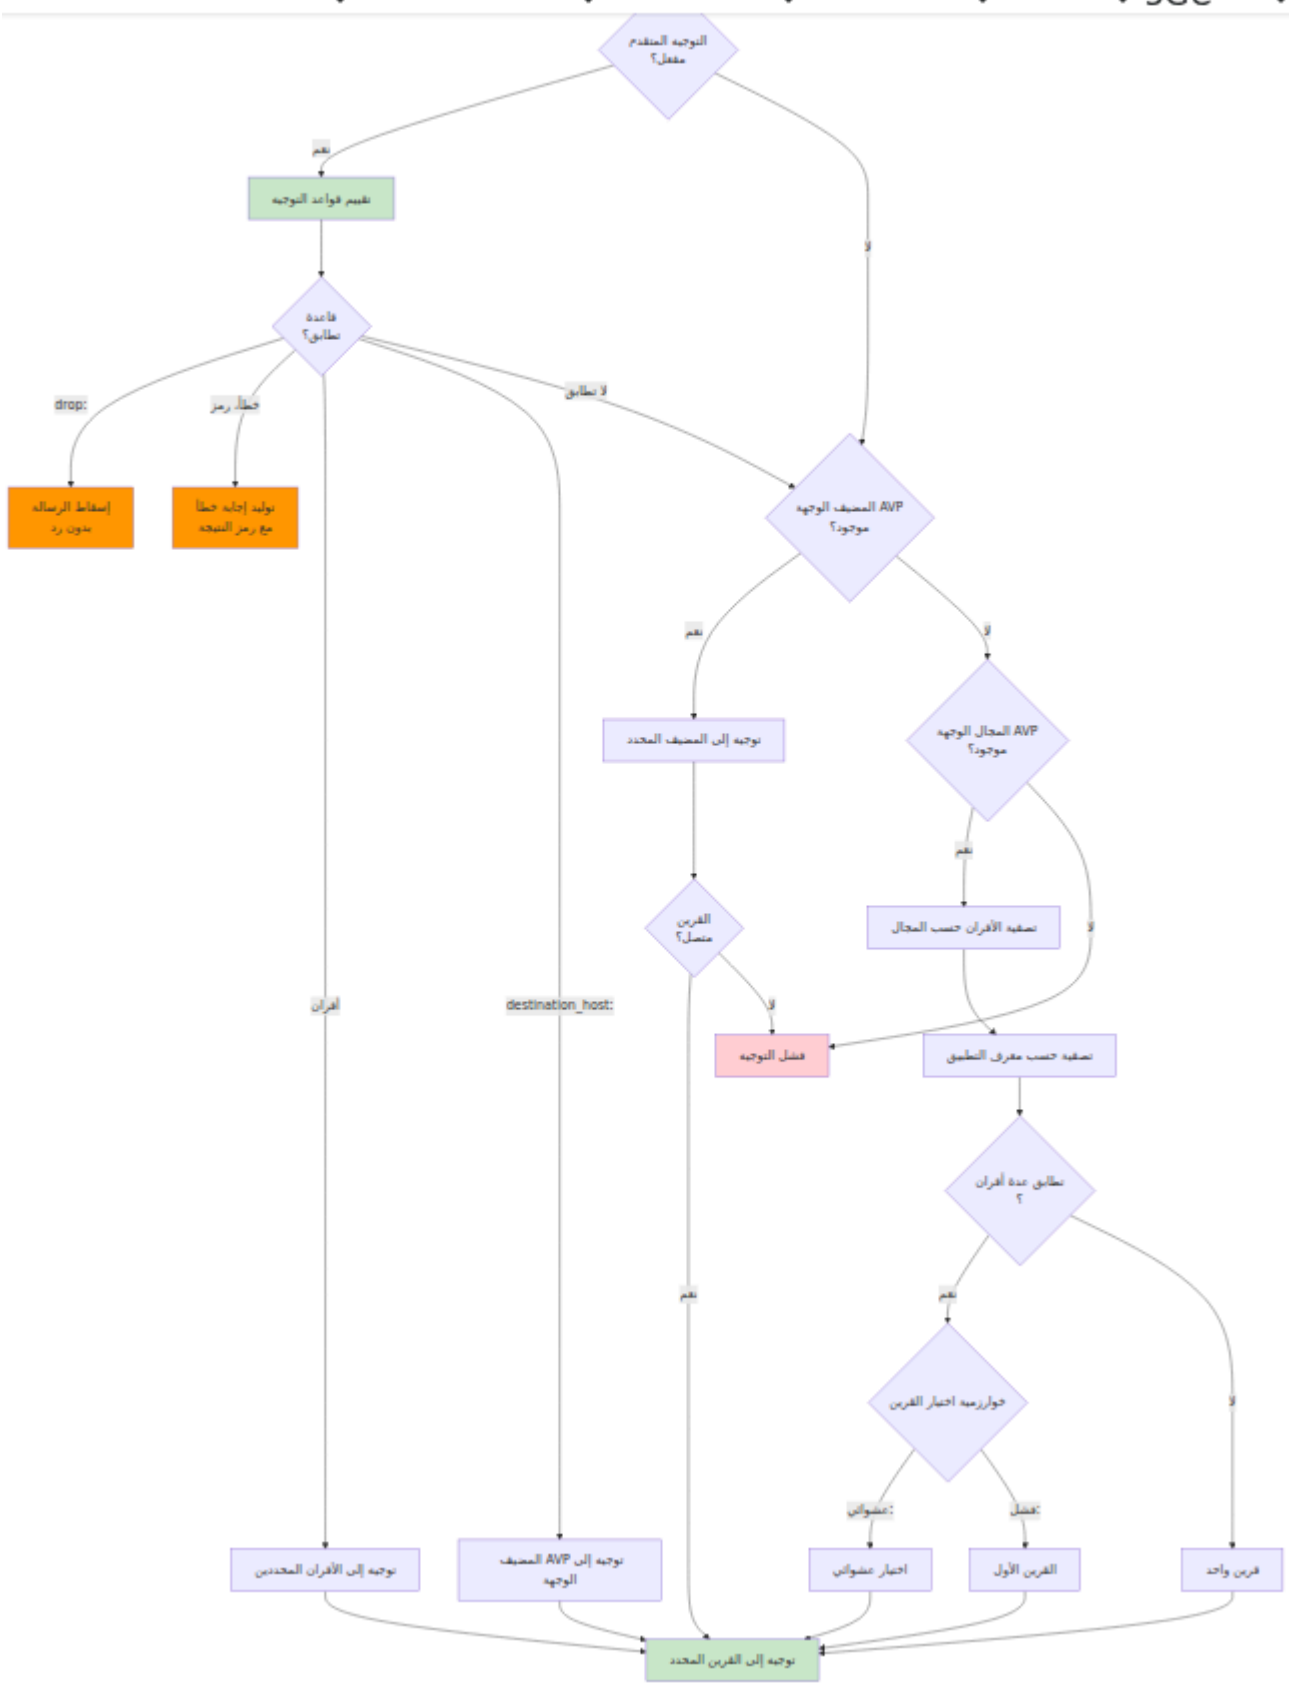 التوجيه المتقدم
مفعل؟
نعم
تقييم قواعد التوجيه
لا
قاعدة
تطابق؟
لا تطابق
drop:
خطأ، رمز
إسقاط الرسالة
بدون رد
توليد إجابة خطأ
مع رمز النتيجة
AVP المضيف الوجهة
موجود؟
نعم
لا
توجيه إلى المضيف المحدد
AVP المجال الوجهة
موجود؟
نعم
القرين
متصل؟
تصفية الأقران حسب المجال
لا
أقران
destination_host:
لا
فشل التوجيه
تصفية حسب معرف التطبيق
تطابق عدة أقران
؟
نعم
نعم
خوارزمية اختيار القرين
لا
عشوائي:
فشل:
توجيه إلى الأقران المحددين
توجيه إلى AVP المضيف
الوجهة
اختيار عشوائي
القرين الأول
قرين واحد
توجيه إلى القرين المحدد